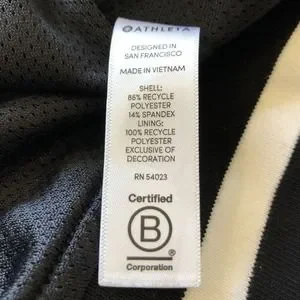 ATHLETA
DESIGNED IN
SAN FRANCISCO
MADE IN VIETNAM
SHELL:
86% RECYCLE
POLYESTER
14% SPANDEX
LINING:
100% RECYCLE
POLYESTER
EXCLUSIVE OF
DECORATION
RN 54023
Certified
B
Corporation